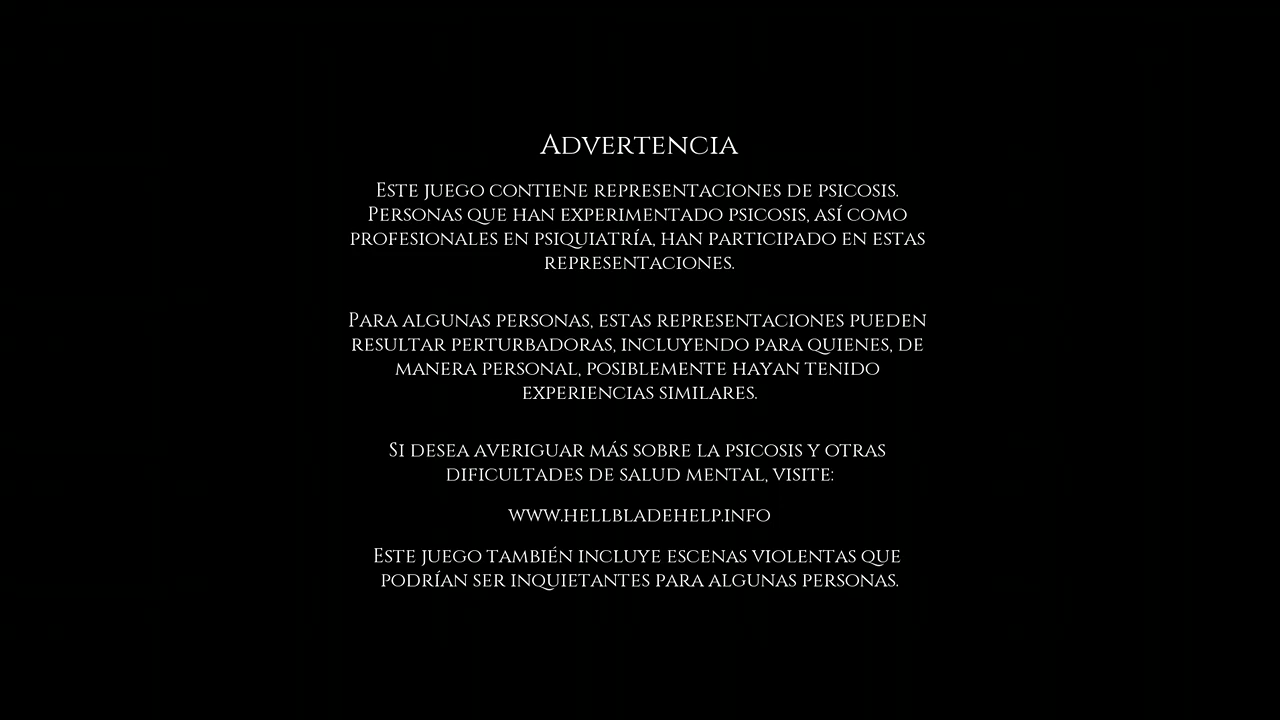 Advertencia
Este juego contiene representaciones de psicosis.
Personas que han experimentado psicosis, así como
profesionales en psiquiatría, han participado en estas
representaciones.
Para algunas personas, estas representaciones pueden
resultar perturbadoras, incluyendo para quienes, de
manera personal, posiblemente hayan tenido
experiencias similares.
Si desea averiguar más sobre la psicosis y otras
dificultades de salud mental, visite:
www.hellbladehelp.info
Este juego también incluye escenas violentas que
podrían ser inquietantes para algunas personas.